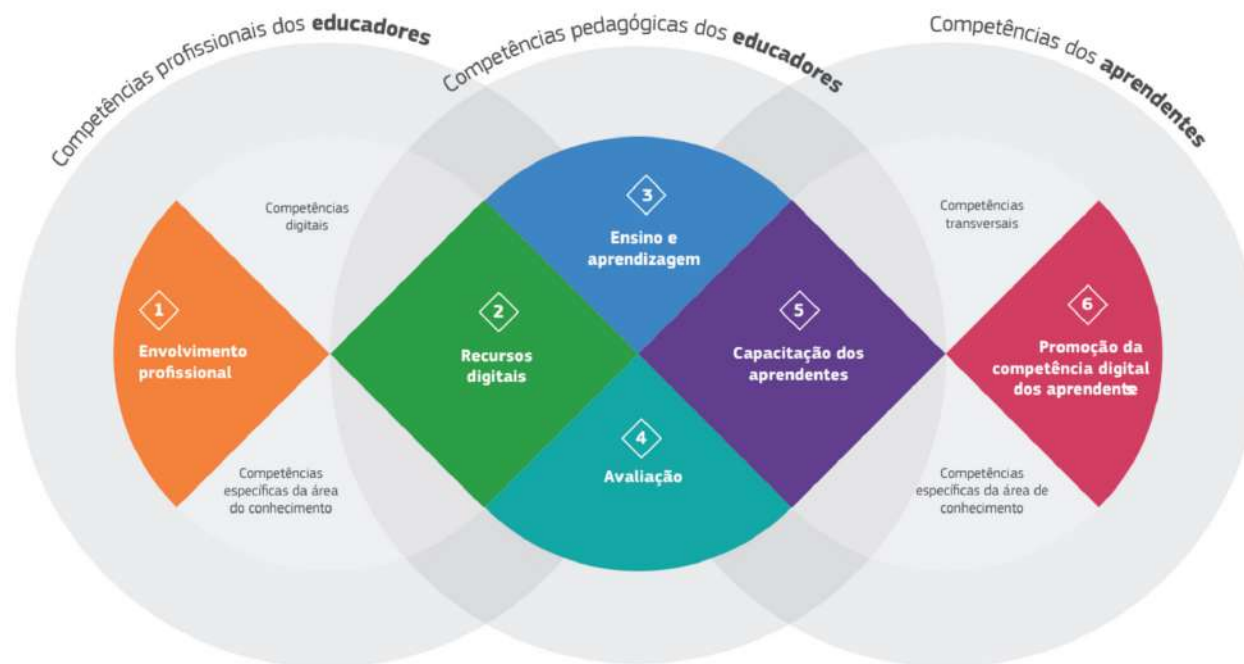 Competências profissionais dos educadores
Competências pedagógicas dos educadores
Competências dos aprendentes
Competências
digitais
1
Envolvimento
profissional
Competências
específicas da área
do conhecimento
2
Recursos
digitais
3
Ensino e
aprendizagem
4
Avaliação
5
Capacitação dos
aprendentes
Competências
transversais
6
Promoção da
competência digital
dos aprendentes
Competências
específicas da área de
conhecimento